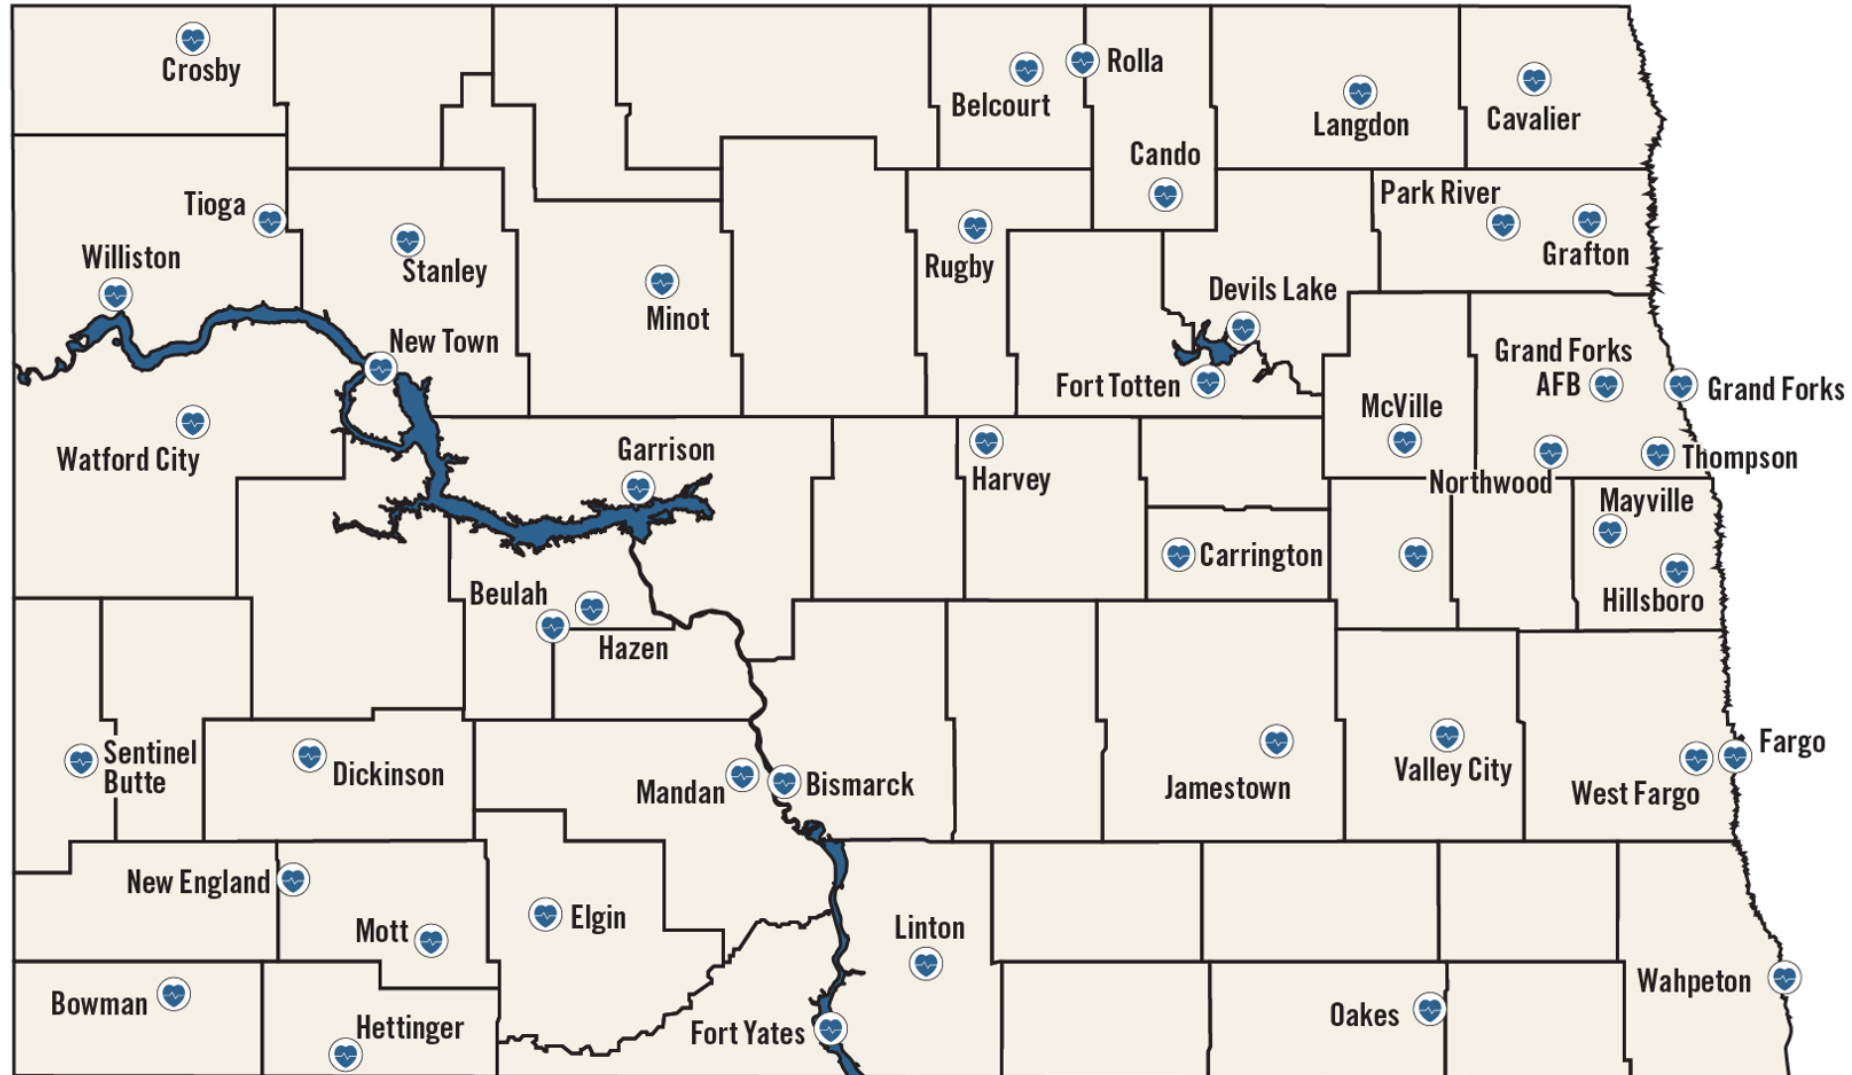 Crosby
Rolla
Belcourt
Langdon
Cavalier
Cando
Tioga
Park River
Williston
Stanley
Rugby
Grafton
Minot
Devils Lake
New Town
Grand Forks
AFB
Fort Totten
Grand Forks
McVille
Watford City
Garrison
Harvey
Thompson
Northwood
Mayville
Carrington
Beulah
Hillsboro
Hazen
Sentinel
Butte
Dickinson
Mandan
Bismarck
Jamestown
Valley City
Fargo
West Fargo
New England
Mott
Elgin
Linton
Wahpeton
Bowman
Hettinger
Fort Yates
Oakes